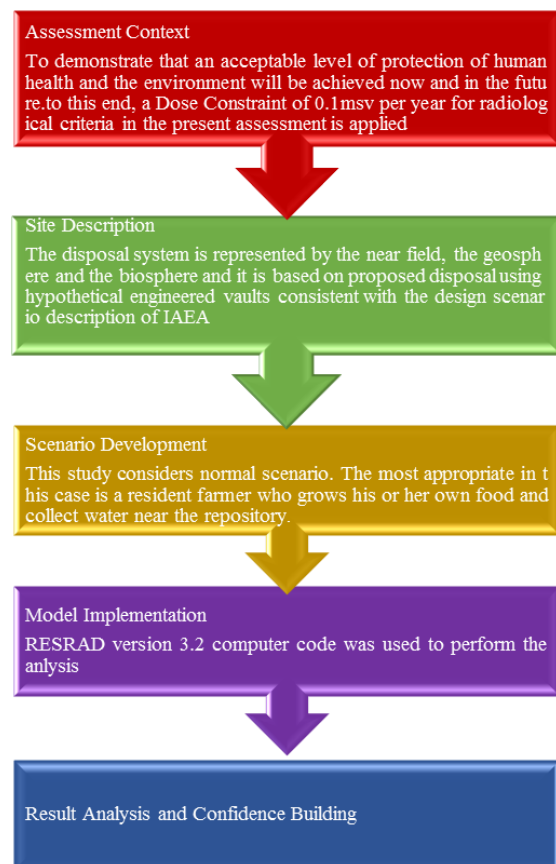 Assessment Context
To demonstrate that an acceptable level of protection of human
health and the environment will be achieved now and in the futu
re.to this end, a Dose Constraint of 0.1msv per year for radiolog
ical criteria in the present assessment is applied
Site Description
The disposal system is represented by the near field, the geosph
ere and the biosphere and it is based on proposed disposal using
hypothetical engineered vaults consistent with the design scenar
io description of IAEA
Scenario Development
This study considers normal scenario. The most appropriate in t
his case is a resident farmer who grows his or her own food and
collect water near the repository.
Model Implementation
RESRAD version 3.2 computer code was used to perform the
anlysis
Result Analysis and Confidence Building